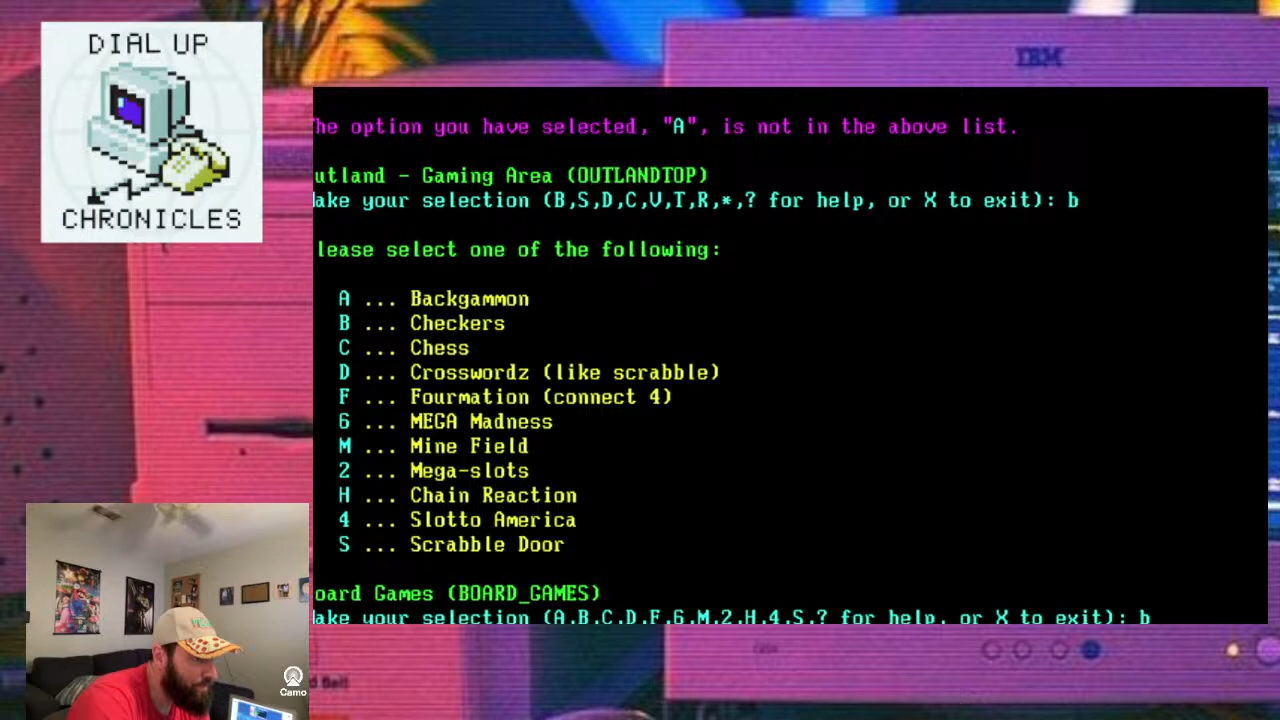 DIAL UP
CHRONICLES
IBM
he option you have selected, "A", is not in the above list.
utland - Gaming Area (OUTLANDTOP)
ake your selection (B,S,D,C,V,T,R,*,? for help, or X to exit): b
lease select one of the following:
A ... Backgammon
B ... Checkers
C ... Chess
D ... Crosswordz (like scrabble)
F ... Fourmation (connect 4)
6 ... MEGA Madness
M ... Mine Field
2 ... Mega-slots
H ... Chain Reaction
4 ... Slotto America
S ... Scrabble Door
oard Games (BOARD_GAMES)
ake your selection (A,B,C,D,F,6,M,2,H,4,S,? for help, or X to exit): b
Camo
d Bell